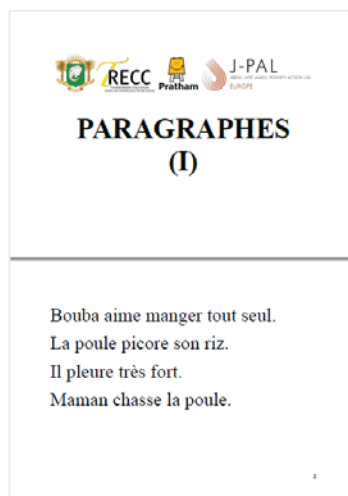 TRECC
Pratham
J-PAL
EUROPE
PARAGRAPHES
(I)
Bouba aime manger tout seul.
La poule picore son riz.
Il pleure très fort.
Maman chasse la poule.